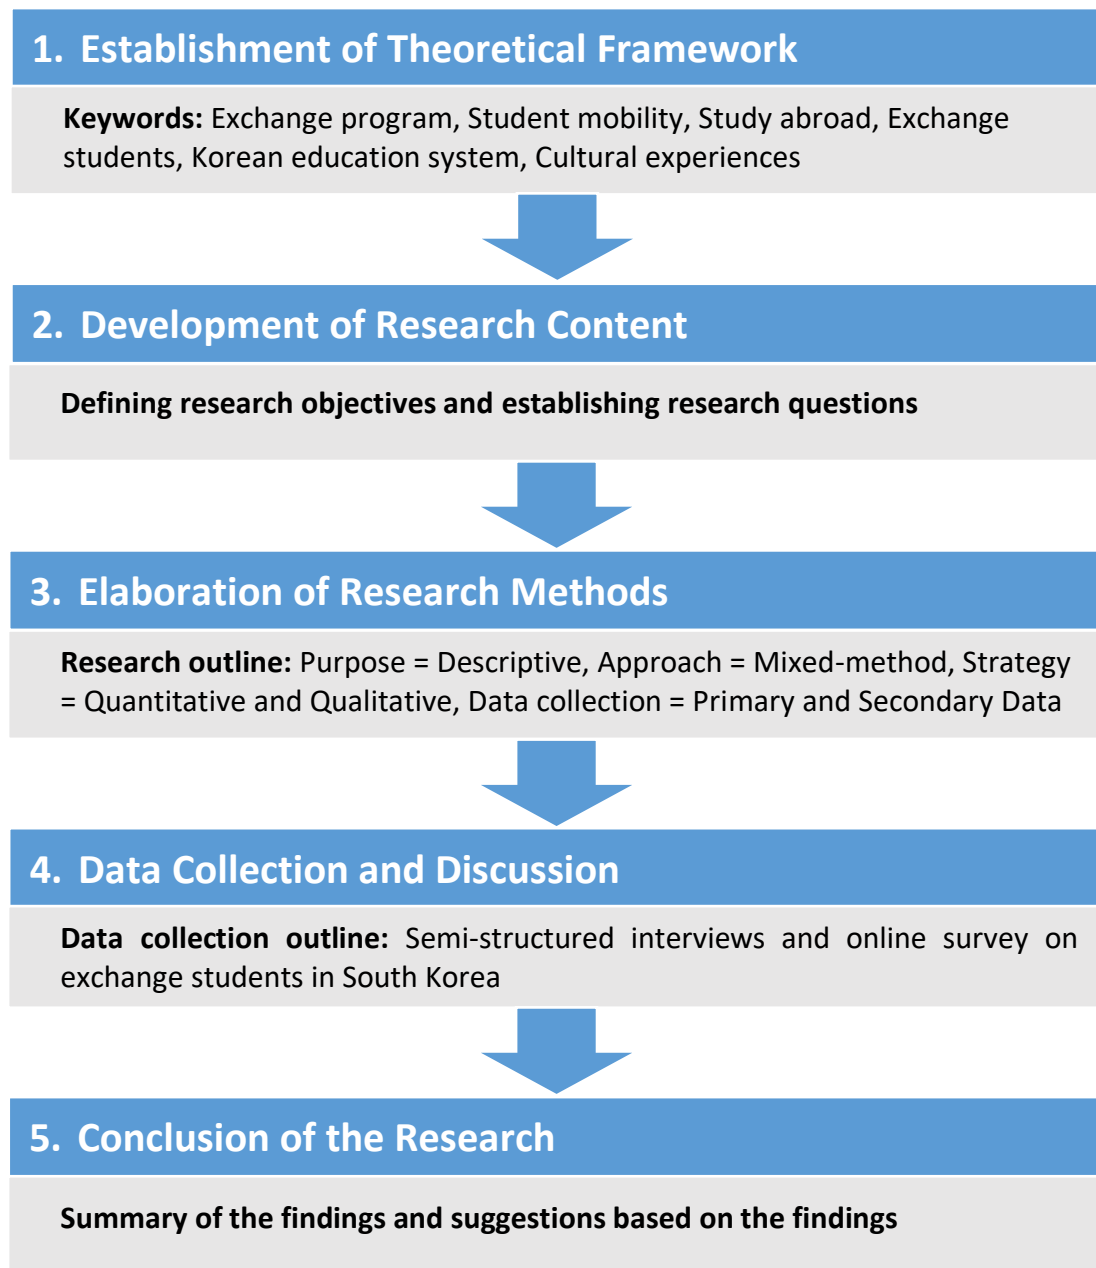 1. Establishment of Theoretical Framework
Keywords: Exchange program, Student mobility, Study abroad, Exchange
students, Korean education system, Cultural experiences
2. Development of Research Content
Defining research objectives and establishing research questions
3. Elaboration of Research Methods
Research outline: Purpose = Descriptive, Approach = Mixed-method, Strategy
= Quantitative and Qualitative, Data collection = Primary and Secondary Data
4. Data Collection and Discussion
Data collection outline: Semi-structured interviews and online survey on
exchange students in South Korea
5. Conclusion of the Research
Summary of the findings and suggestions based on the findings